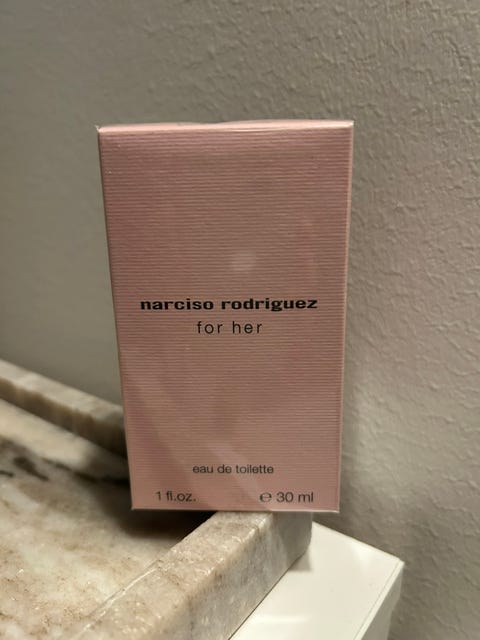 narciso rodriguez
for her
eau de toilette
1 fl.oz. ℮ 30 ml